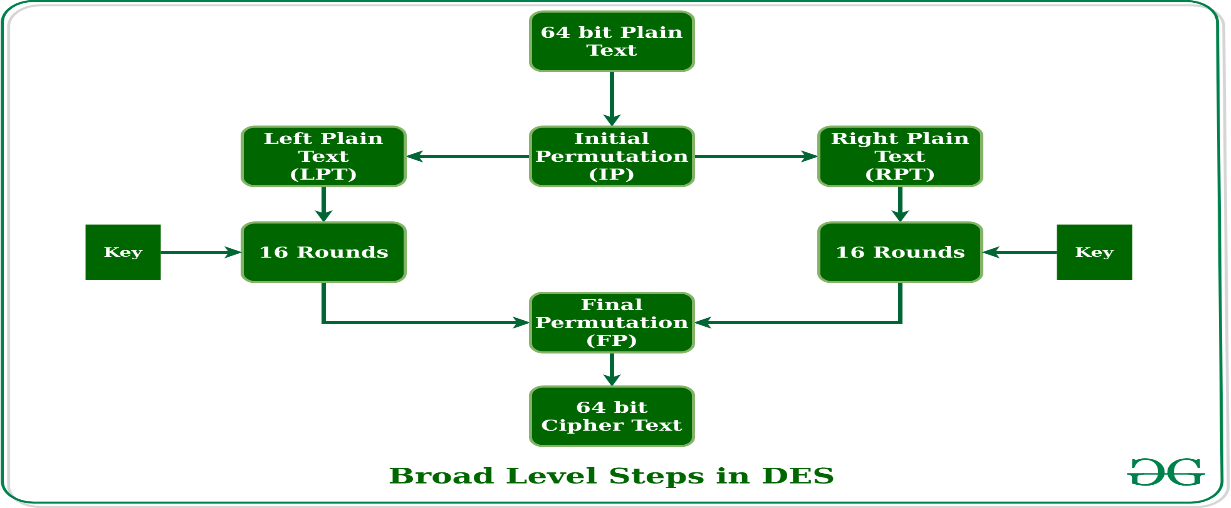 64 bit Plain
Text
Left Plain
Text
(LPT)
Initial
Permutation
(IP)
Right Plain
Text
(RPT)
Key
16 Rounds
16 Rounds
Key
Final
Permutation
(FP)
64 bit
Cipher Text
Broad Level Steps in DES